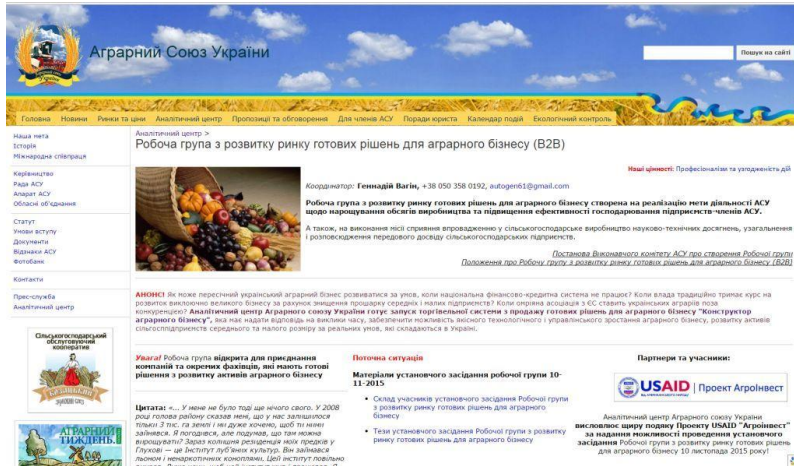 Аграрний Союз України
Пошук на сайті
Головна Новини Ринки та ціни Аналітичний центр Пропозиції та обговорення Для членів АСУ Поради юриста Календар подій Екологічний контроль
Наша мета
Історія
Міжнародна співпраця
Керівництво
Рада АСУ
Апарат АСУ
Обласні об'єднання
Статут
Умови вступу
Документи
Відзнаки АСУ
Фотобанк
Контакти
Прес-служба
Аналітичний центр
Сільськогосподарський
обслуговуючий
кооператив
АГРАРНИЙ
ТИЖДЕНЬ.
Аналітичний центр >
Робоча група з розвитку ринку готових рішень для аграрного бізнесу (B2B)
Наші цінності: Професіоналізм та узгодженість дій
Координатор: Геннадій Вагін, +38 050 358 0192, autogen61@gmail.com
Робоча група з розвитку ринку готових рішень для аграрного бізнесу створена на реалізацію мети діяльності АСУ
щодо нарощування обсягів виробництва та підвищення ефективності господарювання підприємств-членів АСУ.
А також, на виконання місії сприяння впровадженню у сільськогосподарське виробництво науково-технічних досягнень, узагальнення
і розповсюдження передового досвіду сільськогосподарських підприємств.
Постанова Виконавчого комітету АСУ про створення Робочої групи
Положення про Робочу групу з розвитку ринку готових рішень для аграрного бізнесу (B2B)
АНОНС! Як може пересічний український аграрний бізнес розвиватися за умов, коли національна фінансово-кредитна система не працює? Коли влада традиційно тримає курс на
розвиток виключно великого бізнесу за рахунок знищення прошарку середніх і малих підприємств? Коли омріяна асоціація з ЄС ставить українських аграріїв поза
конкуренцією? Аналітичний центр Аграрного союзу України готує запуск торгівельної системи з продажу готових рішень для аграрного бізнесу "Конструктор
аграрного бізнесу", яка має надати відповідь на виклики часу, забезпечити можливість якісного технологічного і управлінського зростання аграрного бізнесу, розвитку активів
сільгосппідприємств середнього та малого розміру за реальних умов, які складаються в Україні.
Увага! Робоча група відкрита для приєднання
компаній та окремих фахівців, які мають готові
рішення з розвитку активів аграрного бізнесу
Цитата: «... У мене не було тоді ще нічого свого. У 2008
році голова району сказав мені, що у нас залишилося
тільки 3 тис. га землі і ми дуже хочемо, щоб ти ними
зайнявся. Я погодився, але подумав, що там можна
вирощувати? Зараз колишня резиденція моїх предків у
Глухові — це Інститут луб'яних культур. Він займався
льоном і ненаркотичних коноплями. Цей інститут повільно
Поточна ситуація
Матеріали установчого засідання робочої групи 10-
11-2015
Склад учасників установчого засідання Робочої групи
з розвитку ринку готових рішень для аграрного
бізнесу
Тези установчого засідання Робочої групи з розвитку
ринку готових рішень для аграрного бізнесу
Партнери та учасники:
USAID | Проект АгроІнвест
Аналітичний центр Аграрного союзу України
висловлює щиру подяку Проекту USAID "Агроінвест"
за надання можливості проведення установчого
засідання Робочої групи з розвитку ринку готових рішень
для аграрного бізнесу 10 листопада 2015 року!